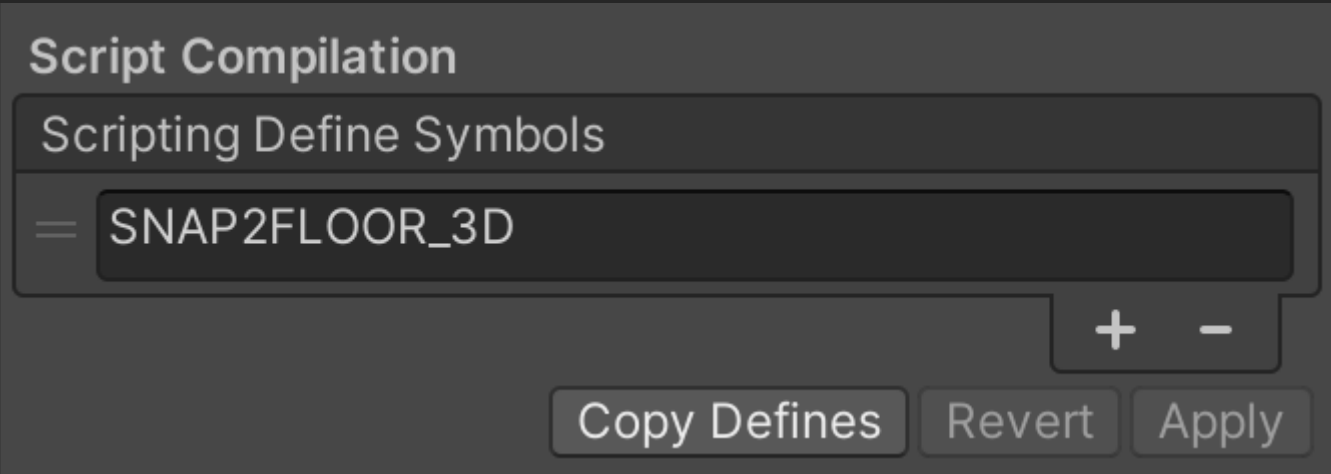 Script Compilation
Scripting Define Symbols
SNAP2FLOOR_3D
Copy Defines Revert Apply